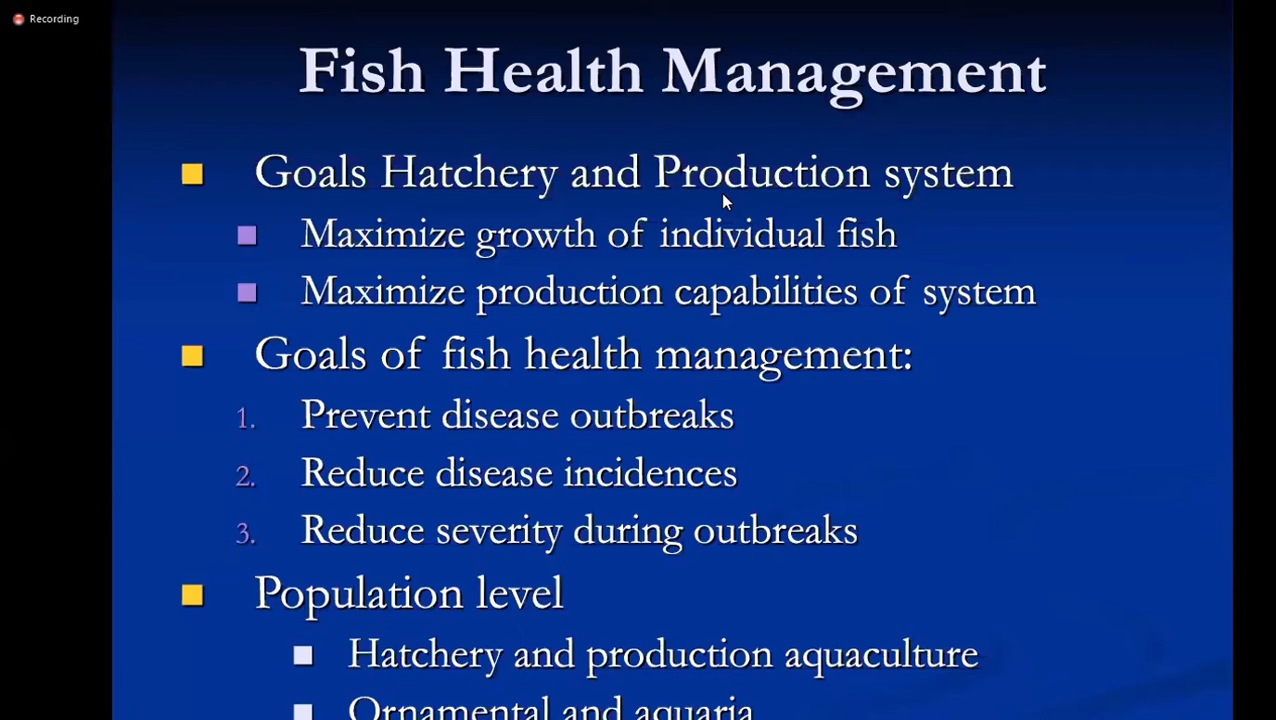 Recording
Fish Health Management
Goals Hatchery and Production system
Maximize growth of individual fish
Maximize production capabilities of system
Goals of fish health management:
1. Prevent disease outbreaks
2. Reduce disease incidences
3. Reduce severity during outbreaks
Population level
Hatchery and production aquaculture
Ornamental and aquaria